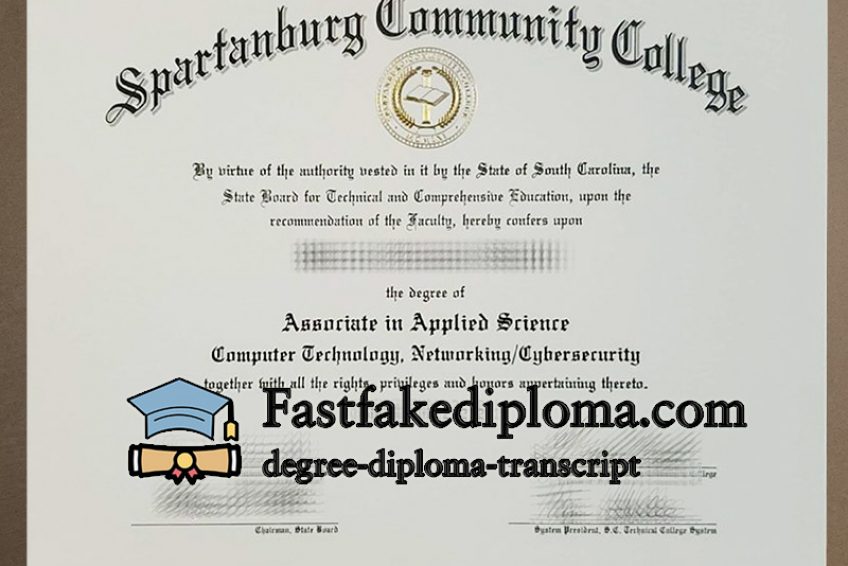 Spartanburg Community College
By virtue of the authority vested in it by the State of South Carolina, the
State Board for Technical and Comprehensive Education, upon the
recommendation of the Faculty, hereby confers upon
the degree of
Associate in Applied Science
Computer Technology, Networking/Cybersecurity
together with all the rights, privileges and honors appertaining thereto.
Fastfakediploma.com
degree-diploma-transcript
College
Chairman, State Board
System President, S.C. Technical College System